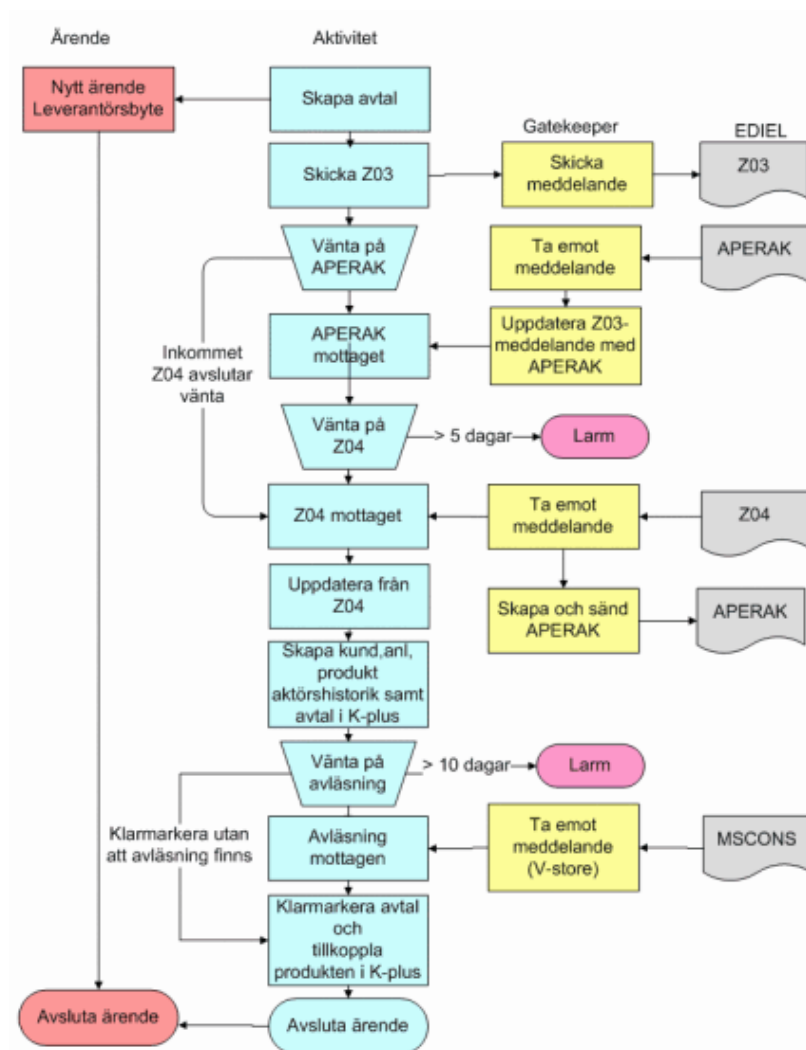 Ärende
Aktivitet
Nytt ärende
Leverantörsbyte
Skapa avtal
Gatekeeper
EDIEL
Skicka Z03
Skicka
meddelande
Z03
Vänta på
APERAK
Ta emot
meddelande
APERAK
Inkommet
Z04 avslutar
vänta
APERAK
mottaget
Uppdatera Z03-
meddelande med
APERAK
Vänta på
Z04
> 5 dagar
Larm
Z04 mottaget
Ta emot
meddelande
Z04
Uppdatera från
Z04
Skapa och sänd
APERAK
APERAK
Skapa kund,anl,
produkt
aktörshistorik samt
avtal i K-plus
Vänta på
avläsning
> 10 dagar
Larm
Klarmarkera utan
att avläsning finns
Avläsning
mottagen
Ta emot
meddelande
(V-store)
MSCONS
Klarmarkera avtal
och
tillkoppla
produkten i K-plus
Avsluta ärende
Avsluta ärende